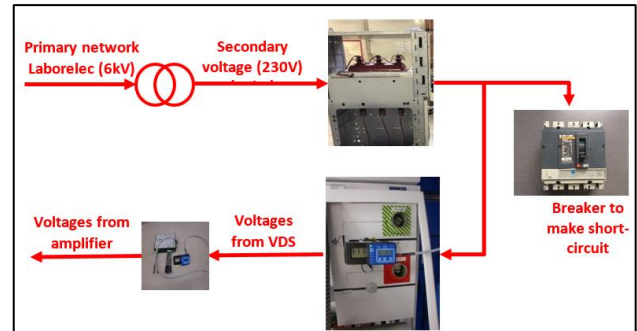 Primary network
Laborelec (6kV)
Secondary
voltage (230V)
Breaker to
make short-
circuit
Voltages from
amplifier
Voltages
from VDS